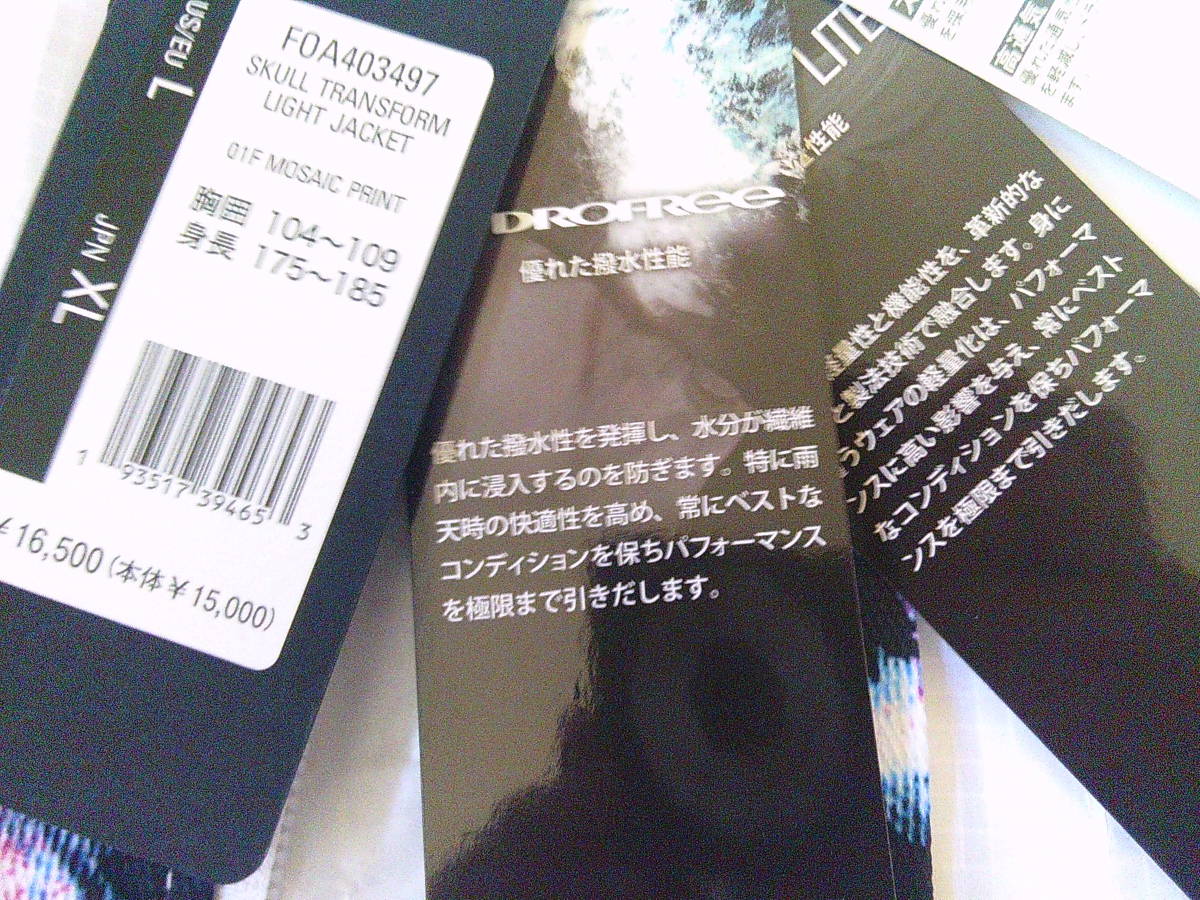 US/EU L
JPN XL
FOA403497
SKULL TRANSFORM
LIGHT JACKET
01F MOSAIC PRINT
胸囲 104～109
身長 175～185
1 93517 39465 3
￥16,500(本体￥15,000)
DROFREE
優れた撥水性能
優れた撥水性を発揮し、水分が繊維
内に浸入するのを防ぎます。特に雨
天時の快適性を高め、常にベストな
コンディションを保ちパフォーマンス
を極限まで引きだします。
LITE
性能
軽量性と機能性を、革新的な
と製法技術で融合します。身に
うウェアの軽量化は、パフォーマ
ンスに高い影響を与え、常にベスト
なコンディションを保ちパフォーマ
ンスを極限まで引きだします。
高通気